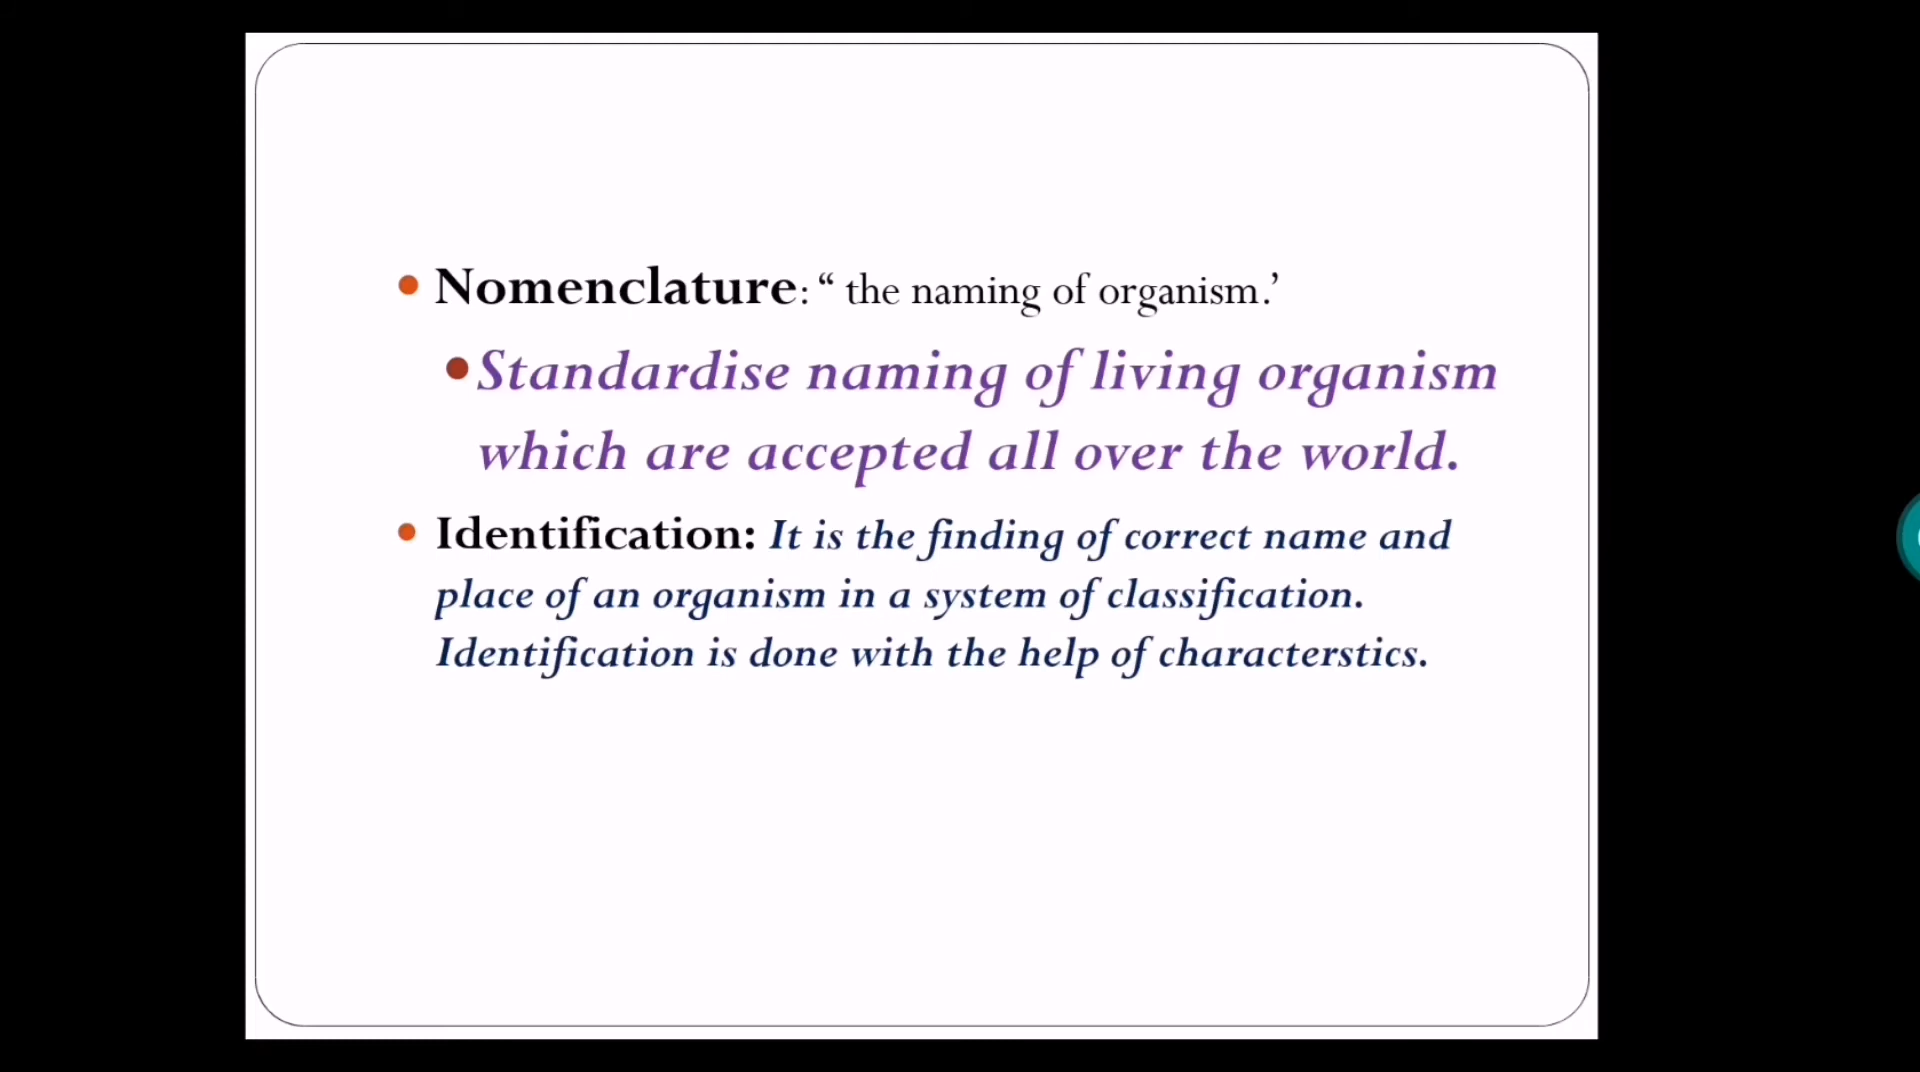 Nomenclature: “ the naming of organism.’
Standardise naming of living organism
which are accepted all over the world.
Identification: It is the finding of correct name and
place of an organism in a system of classification.
Identification is done with the help of characterstics.